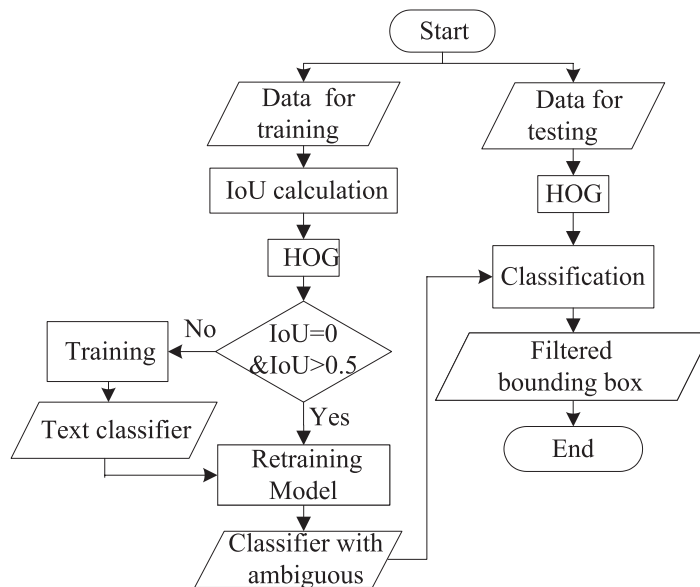 Start
Data for
training
Data for
testing
IoU calculation
HOG
HOG
Classification
IoU=0
&IoU>0.5
No
Yes
Training
Text classifier
Filtered
bounding box
End
Retraining
Model
Classifier with
ambiguous